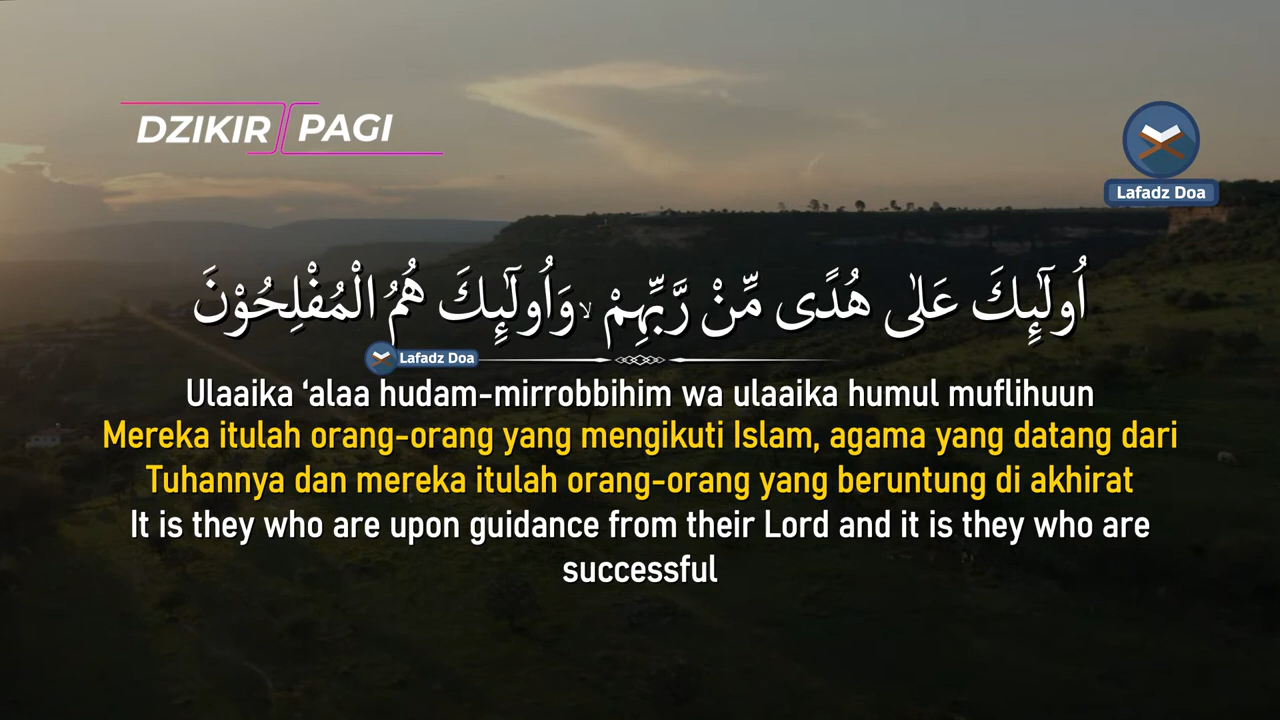 DZIKIR PAGI
Lafadz Doa
اُولٰۤىِٕكَ عَلٰى هُدًى مِّنْ رَّبِّهِمْ ۙ وَاُولٰۤىِٕكَ هُمُ الْمُفْلِحُوْنَ
Lafadz Doa
Ulaaika ‘alaa hudam-mirrobbihim wa ulaaika humul muflihuun
Mereka itulah orang-orang yang mengikuti Islam, agama yang datang dari
Tuhannya dan mereka itulah orang-orang yang beruntung di akhirat
It is they who are upon guidance from their Lord and it is they who are
successful